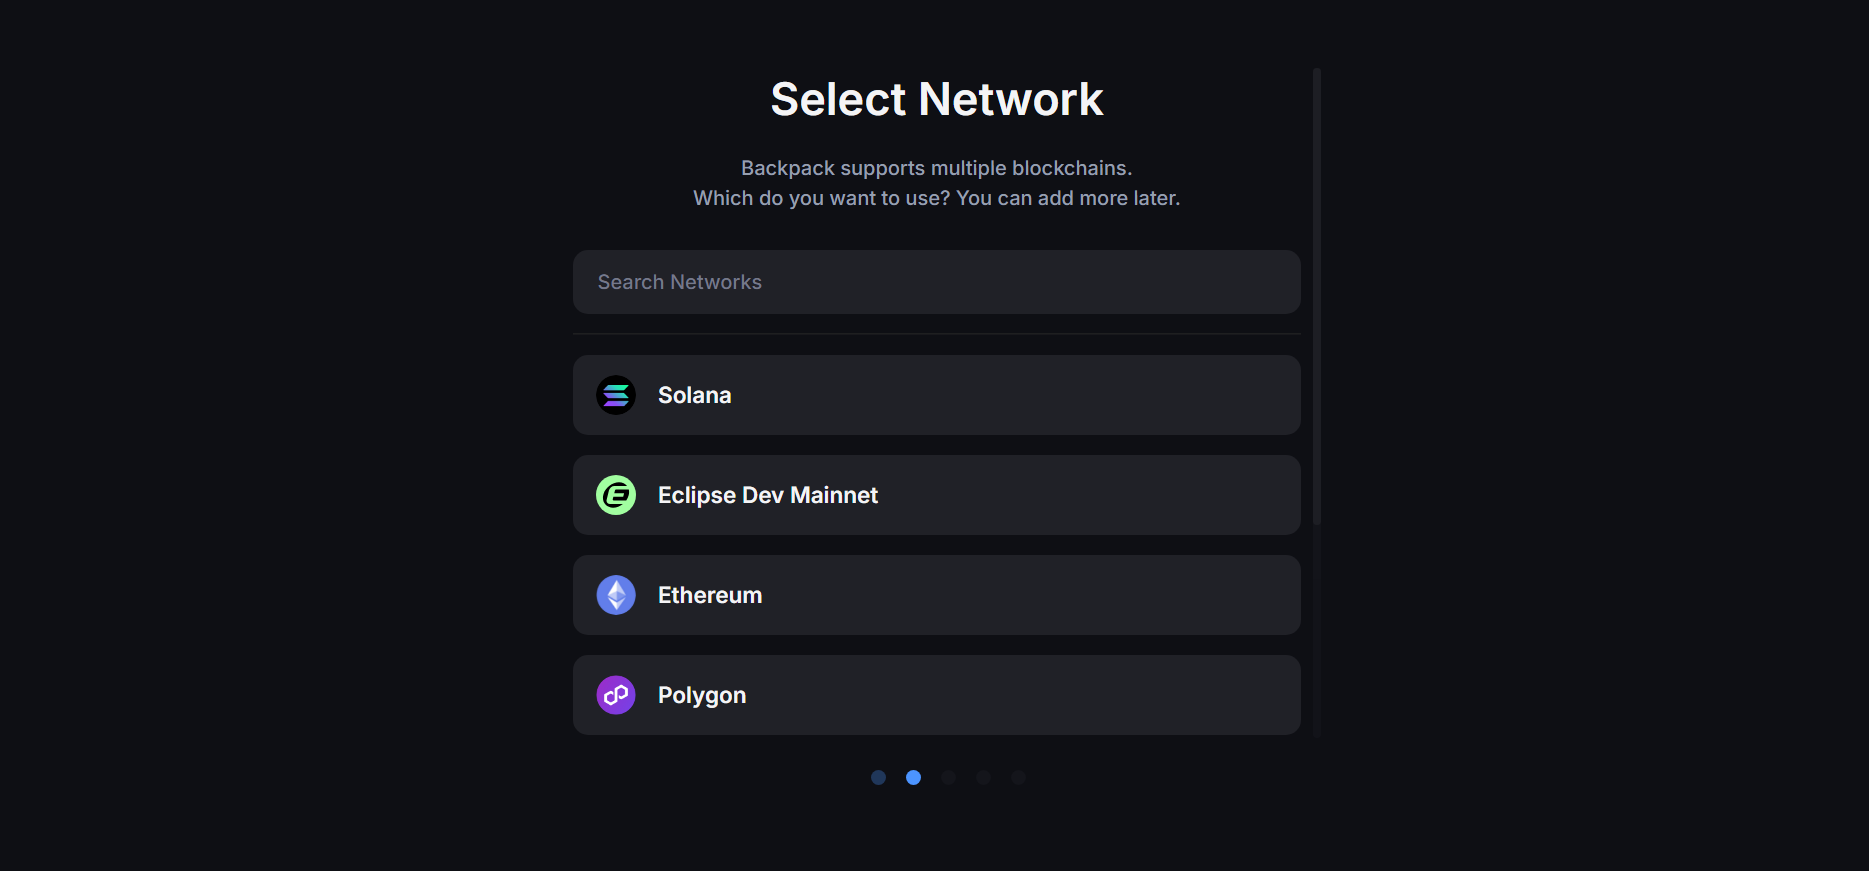 Select Network
Backpack supports multiple blockchains.
Which do you want to use? You can add more later.
Search Networks
Solana
Eclipse Dev Mainnet
Ethereum
Polygon